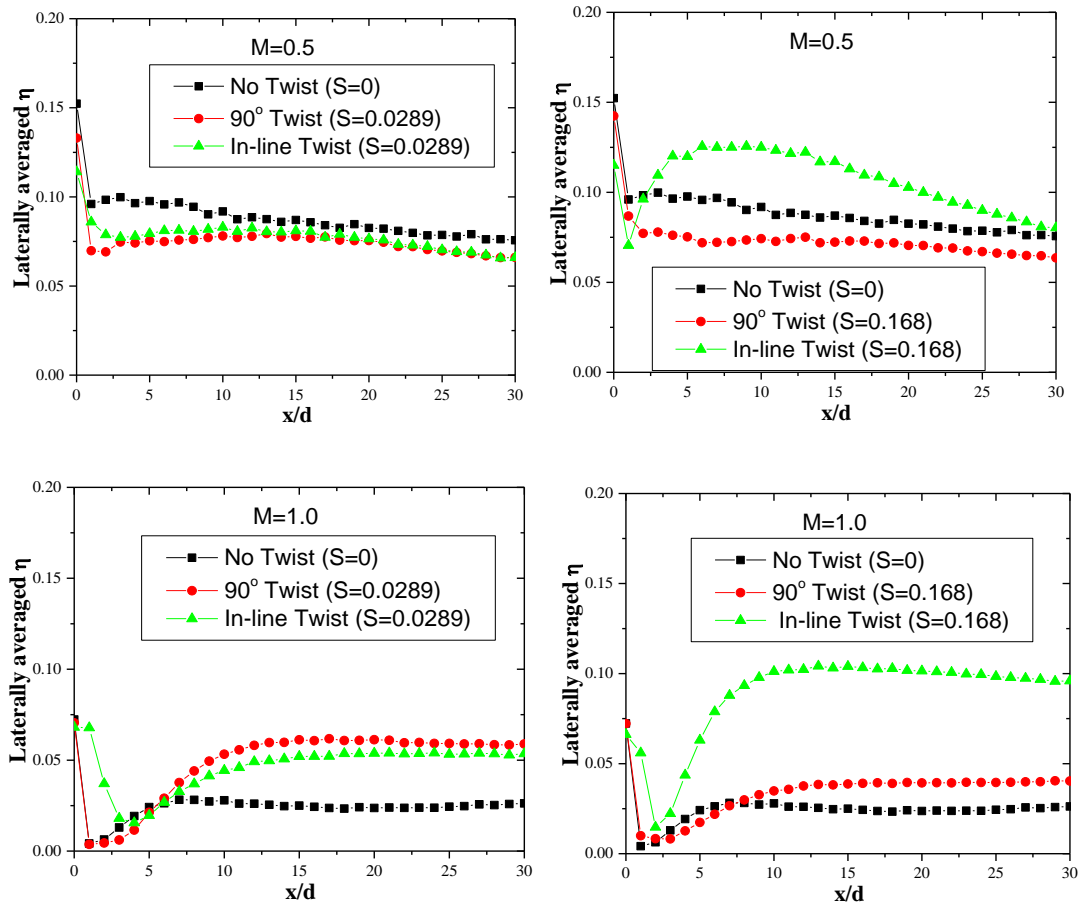 M=0.5
No Twist (S=0)
90° Twist (S=0.0289)
In-line Twist (S=0.0289)
Laterally averaged η
0.20
0.15
0.10
0.05
0.00
0 5 10 15 20 25 30
x/d
M=0.5
No Twist (S=0)
90° Twist (S=0.168)
In-line Twist (S=0.168)
Laterally averaged η
0.20
0.15
0.10
0.05
0.00
0 5 10 15 20 25 30
x/d
M=1.0
No Twist (S=0)
90° Twist (S=0.0289)
In-line Twist (S=0.0289)
Laterally averaged η
0.20
0.15
0.10
0.05
0.00
0 5 10 15 20 25 30
x/d
M=1.0
No Twist (S=0)
90° Twist (S=0.168)
In-line Twist (S=0.168)
Laterally averaged η
0.20
0.15
0.10
0.05
0.00
0 5 10 15 20 25 30
x/d